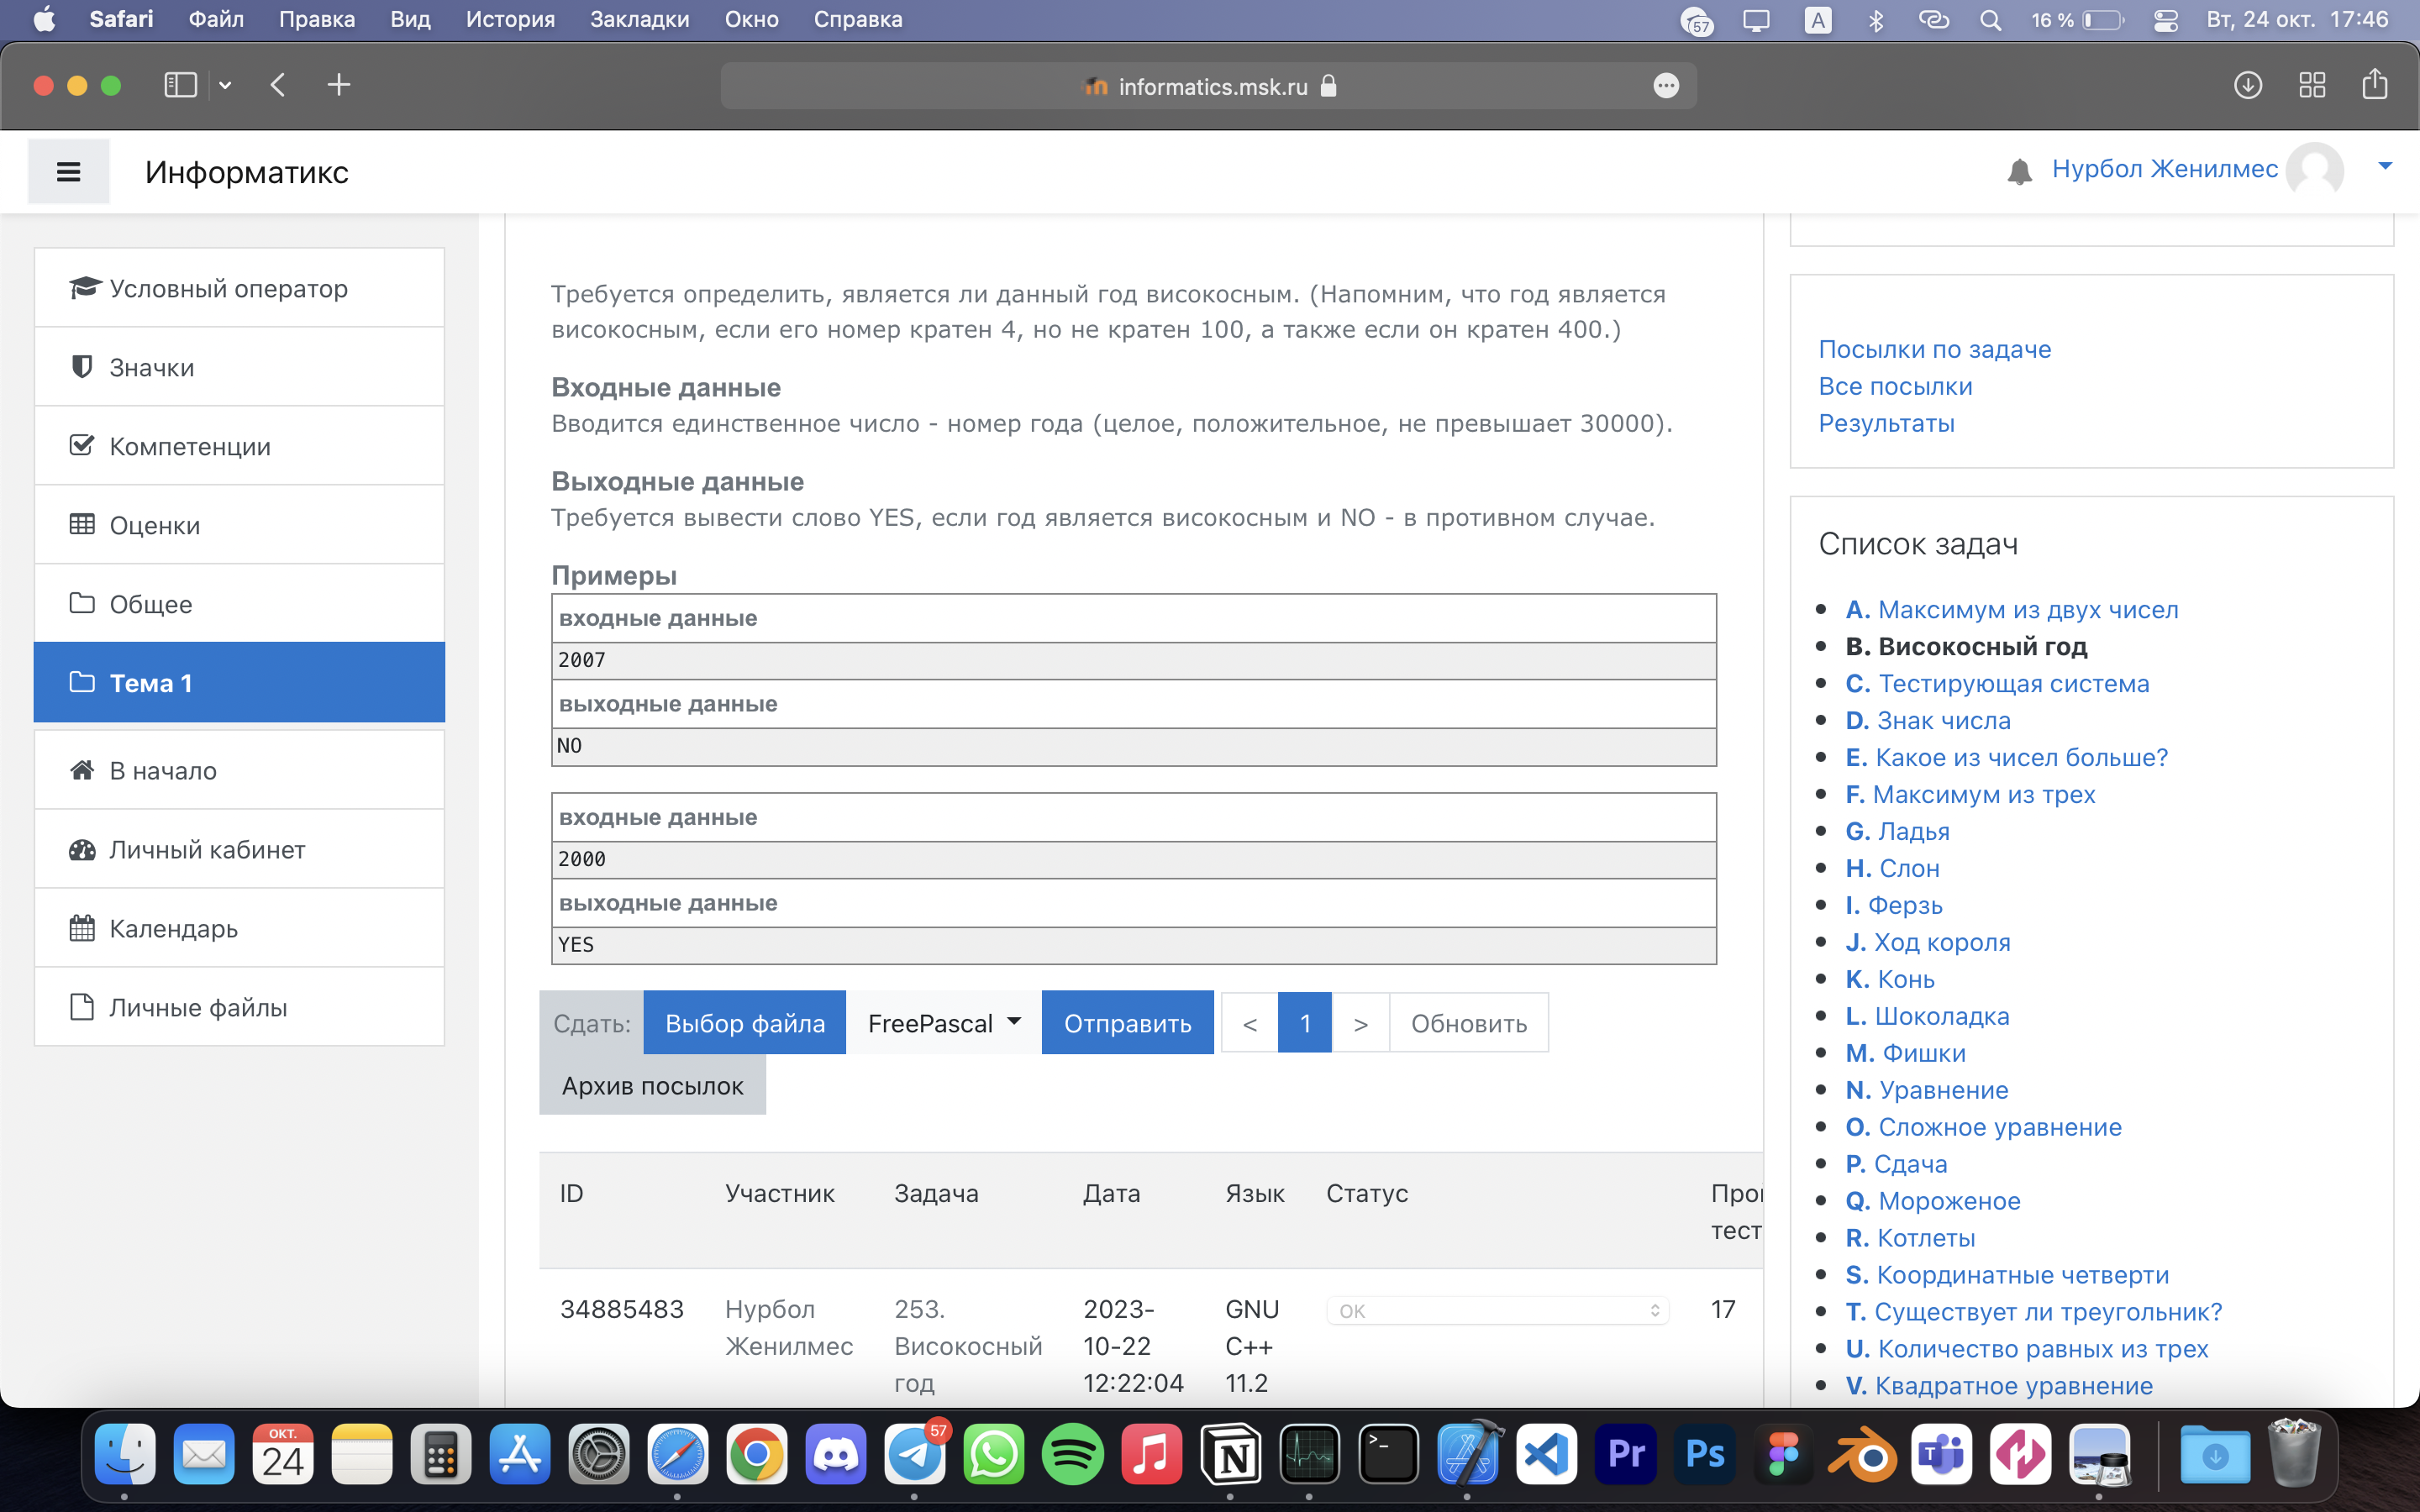 Safari Файл Правка Вид История Закладки Окно Справка
57 A 16 % Вт, 24 окт. 17:46
informatics.msk.ru
Информатикс
Нурбол Женилмес
Условный оператор
Значки
Компетенции
Оценки
Общее
Тема 1
В начало
Личный кабинет
Календарь
Личные файлы
Требуется определить, является ли данный год високосным. (Напомним, что год является
високосным, если его номер кратен 4, но не кратен 100, а также если он кратен 400.)
Входные данные
Вводится единственное число - номер года (целое, положительное, не превышает 30000).
Выходные данные
Требуется вывести слово YES, если год является високосным и NO - в противном случае.
Примеры
входные данные
2007
выходные данные
NO
входные данные
2000
выходные данные
YES
Сдать: Выбор файла FreePascal Отправить < 1 > Обновить
Архив посылок
ID Участник Задача Дата Язык Статус
тест
34885483 Нурбол 253. 2023- GNU OK 17
Женилмес Високосный 10-22 C++
год 12:22:04 11.2
Посылки по задаче
Все посылки
Результаты
Список задач
A. Максимум из двух чисел
B. Високосный год
C. Тестирующая система
D. Знак числа
E. Какое из чисел больше?
F. Максимум из трех
G. Ладья
H. Слон
I. Ферзь
J. Ход короля
K. Конь
L. Шоколадка
M. Фишки
N. Уравнение
O. Сложное уравнение
P. Сдача
Q. Мороженое
R. Котлеты
S. Координатные четверти
T. Существует ли треугольник?
U. Количество равных из трех
V. Квадратное уравнение
ОКТ.
24
57
N
>_
Pr
Ps
T